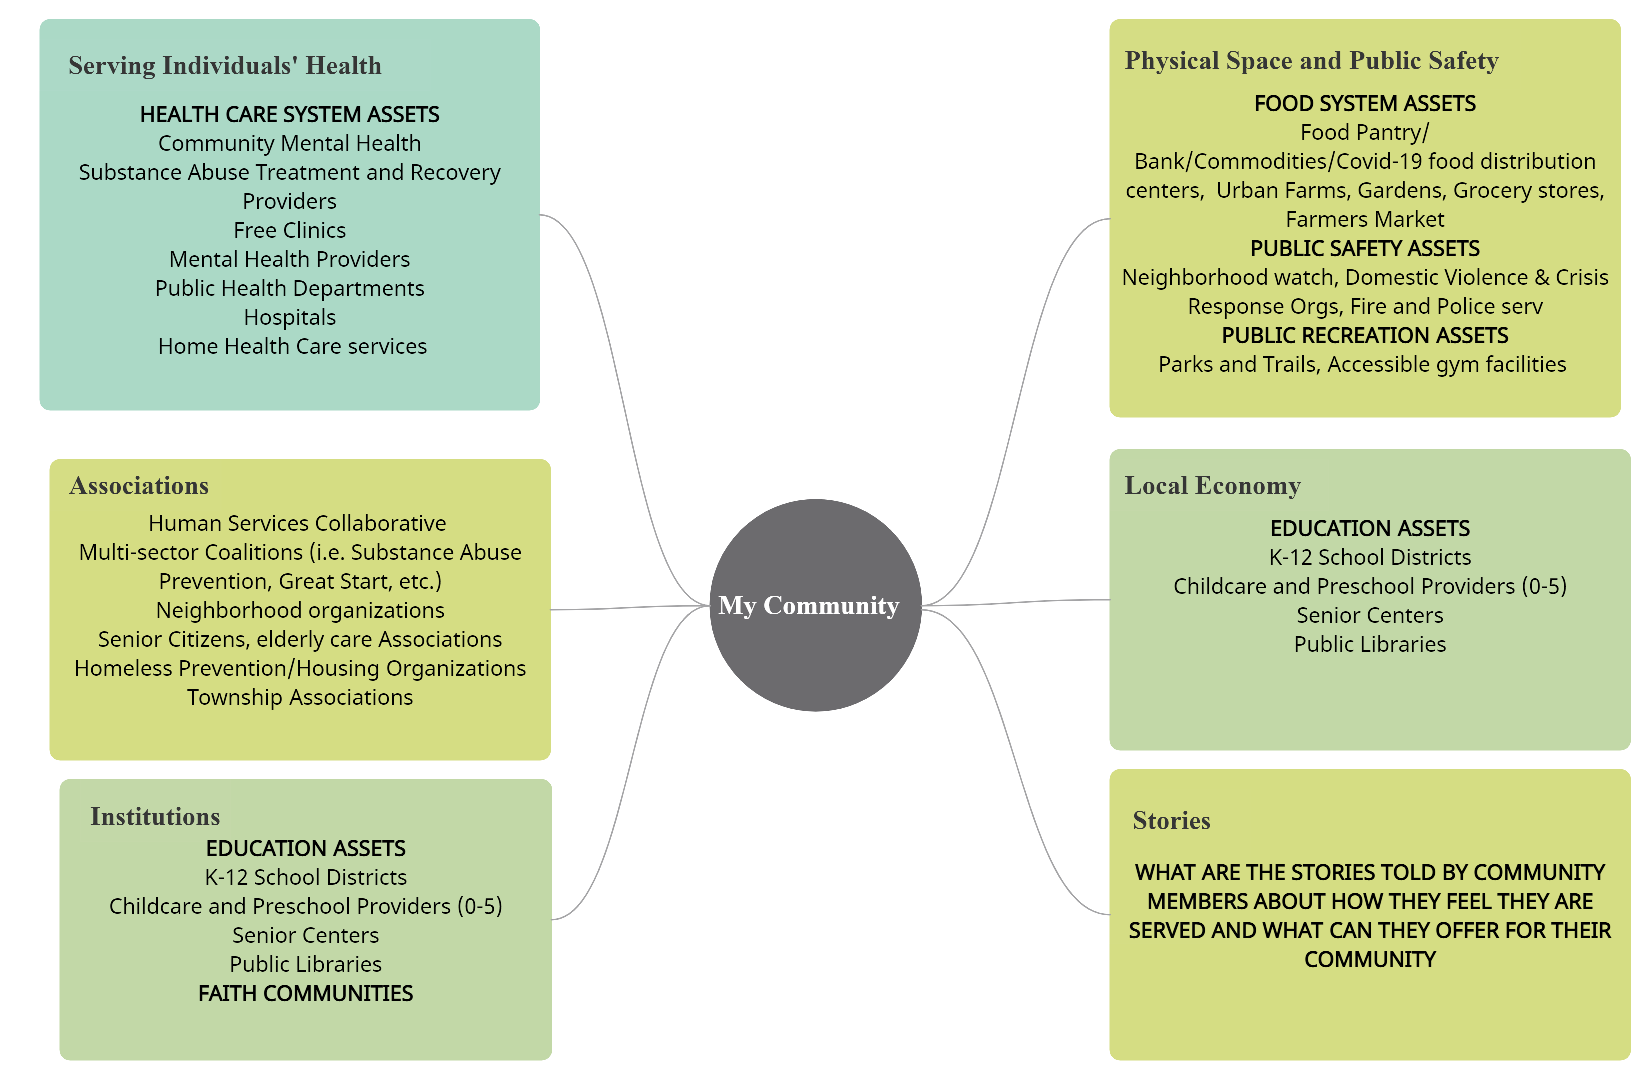 Serving Individuals' Health
HEALTH CARE SYSTEM ASSETS
Community Mental Health
Substance Abuse Treatment and Recovery
Providers
Free Clinics
Mental Health Providers
Public Health Departments
Hospitals
Home Health Care services
Associations
Human Services Collaborative
Multi-sector Coalitions (i.e. Substance Abuse
Prevention, Great Start, etc.)
Neighborhood organizations
Senior Citizens, elderly care Associations
Homeless Prevention/Housing Organizations
Township Associations
Institutions
EDUCATION ASSETS
K-12 School Districts
Childcare and Preschool Providers (0-5)
Senior Centers
Public Libraries
FAITH COMMUNITIES
My Community
Physical Space and Public Safety
FOOD SYSTEM ASSETS
Food Pantry/
Bank/Commodities/Covid-19 food distribution
centers,  Urban Farms, Gardens, Grocery stores,
Farmers Market
PUBLIC SAFETY ASSETS
Neighborhood watch, Domestic Violence & Crisis
Response Orgs, Fire and Police serv
PUBLIC RECREATION ASSETS
Parks and Trails, Accessible gym facilities
Local Economy
EDUCATION ASSETS
K-12 School Districts
Childcare and Preschool Providers (0-5)
Senior Centers
Public Libraries
Stories
WHAT ARE THE STORIES TOLD BY COMMUNITY
MEMBERS ABOUT HOW THEY FEEL THEY ARE
SERVED AND WHAT CAN THEY OFFER FOR THEIR
COMMUNITY